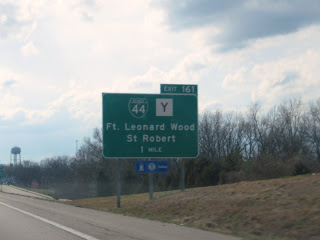 EXIT 161
44 Y
Ft. Leonard Wood
St Robert
1 MILE